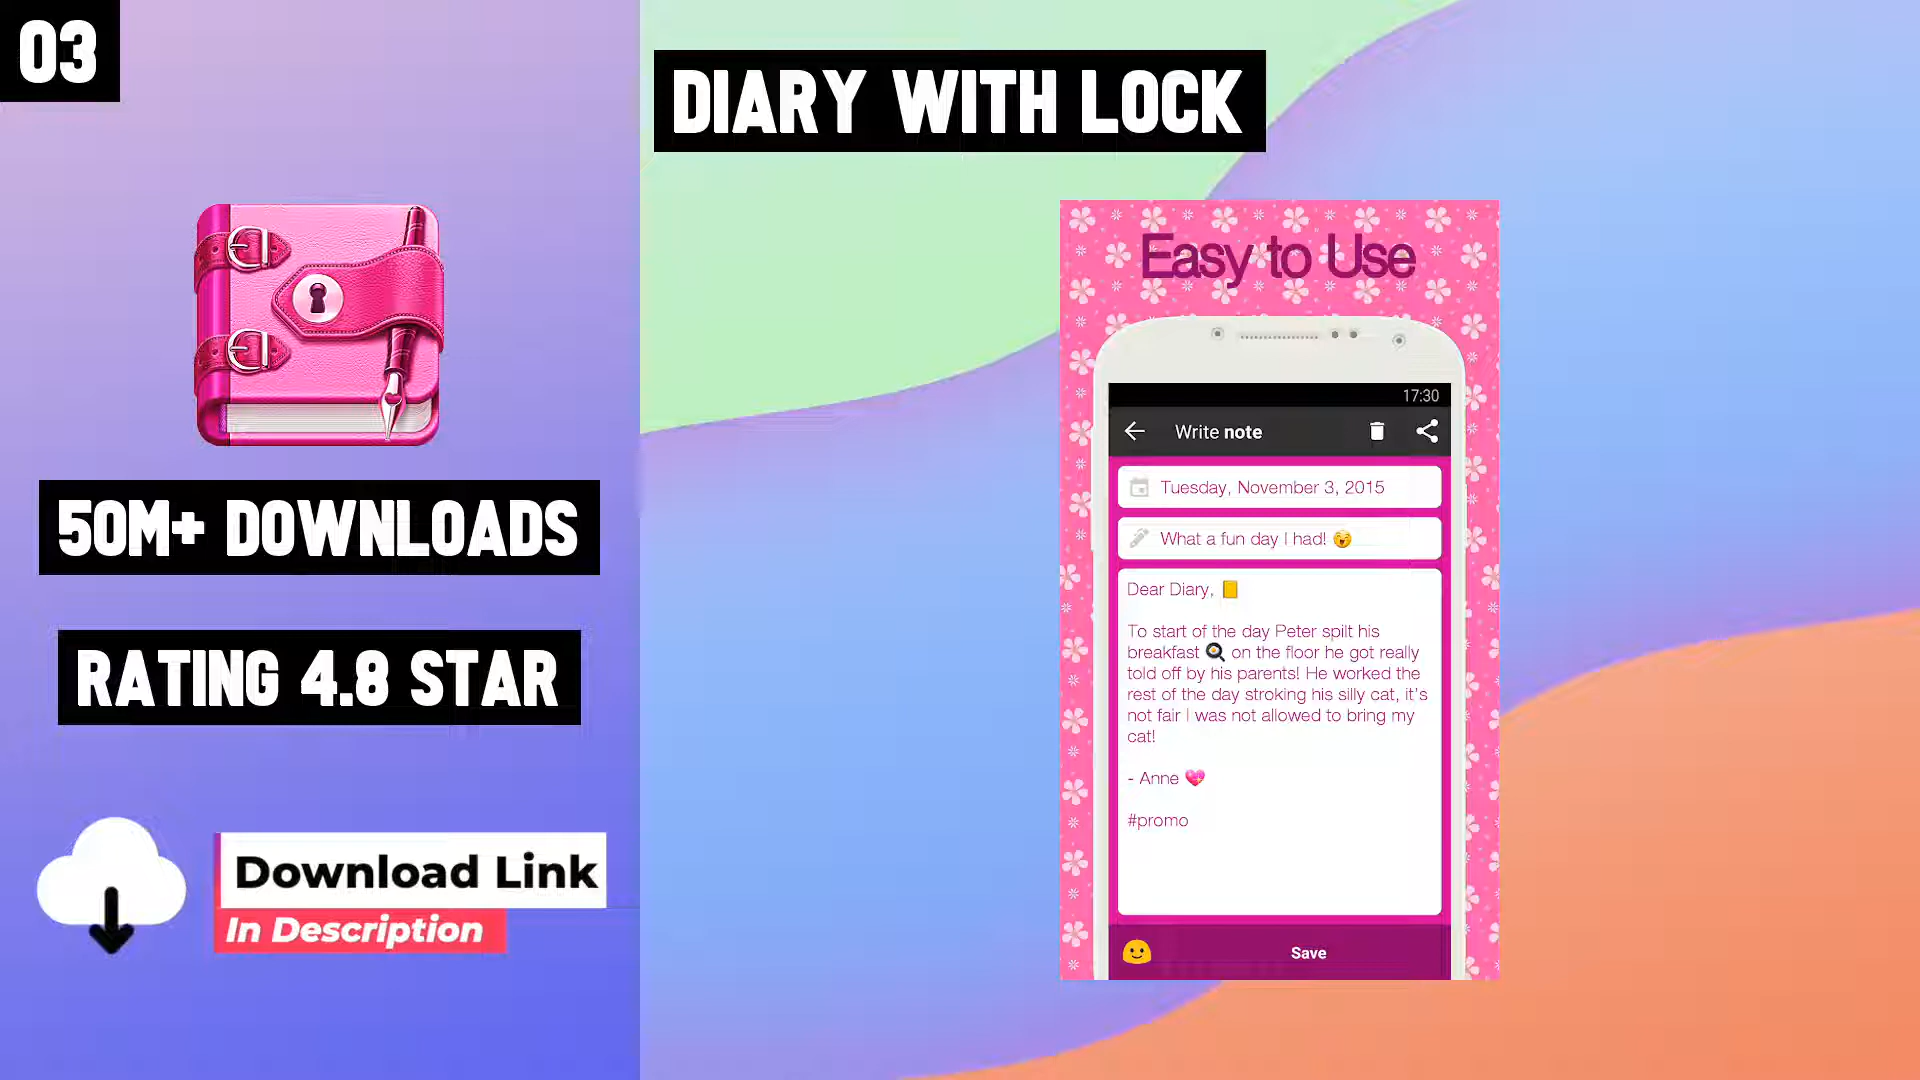 03
DIARY WITH LOCK
50M+ DOWNLOADS
RATING 4.8 STAR
Download Link
In Description
Easy to Use
17:30
Write note
Tuesday, November 3, 2015
What a fun day I had! 😄
Dear Diary, 📒
To start of the day Peter spilt his
breakfast 🍳 on the floor he got really
told off by his parents! He worked the
rest of the day stroking his silly cat, it's
not fair I was not allowed to bring my
cat!
- Anne 💖
#promo
Save